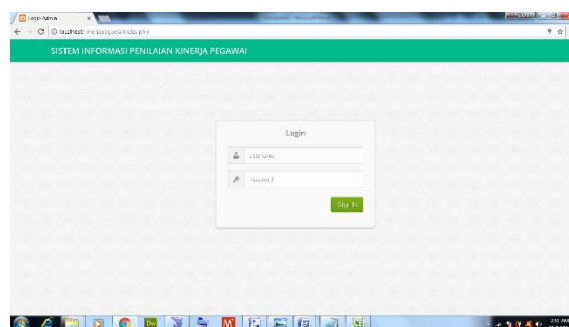 Login Admin
SISTEM INFORMASI PENILAIAN KINERJA PEGAWAI
Login
Username
Password
Sign In